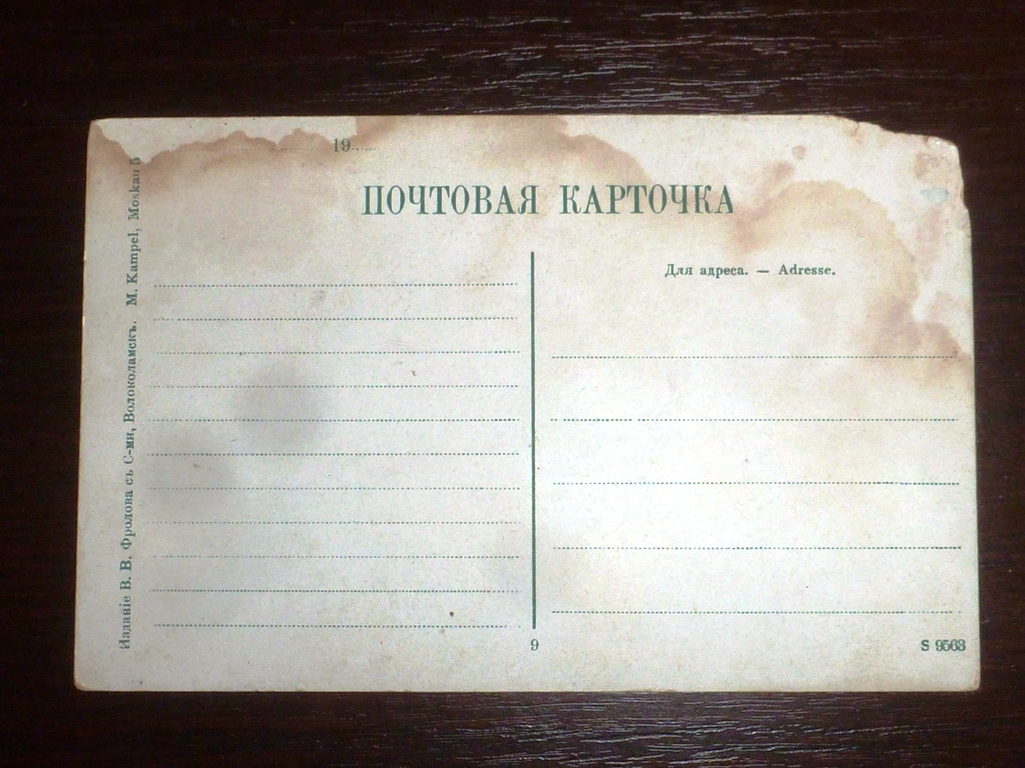 19
ПОЧТОВАЯ КАРТОЧКА
Для адреса. — Adresse.
Изданіе В. В. Фролова съ С-ми, Волоколамскъ. M. Kampel, Moskau 5
9
S 9563